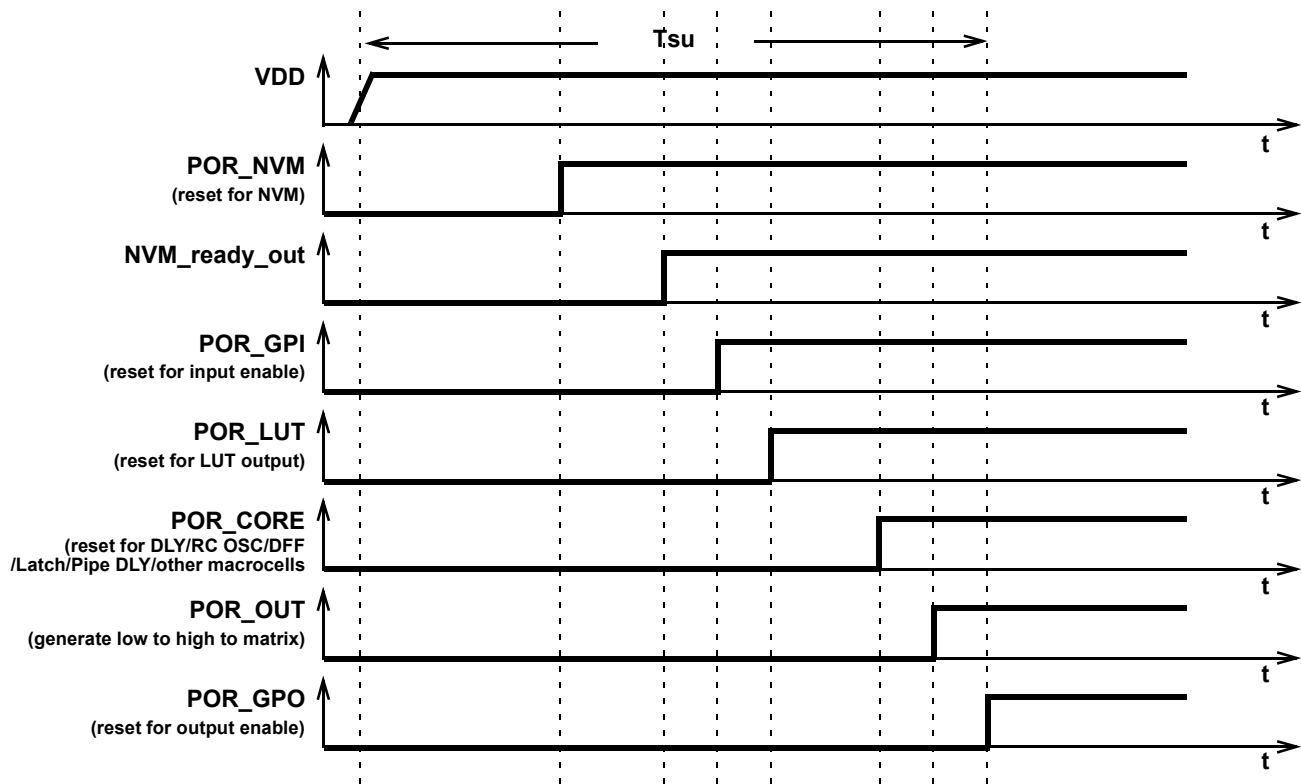 Tsu
VDD
t
POR_NVM
(reset for NVM)
t
NVM_ready_out
t
POR_GPI
(reset for input enable)
t
POR_LUT
(reset for LUT output)
t
POR_CORE
(reset for DLY/RC OSC/DFF
/Latch/Pipe DLY/other macrocells
t
POR_OUT
(generate low to high to matrix)
t
POR_GPO
(reset for output enable)
t